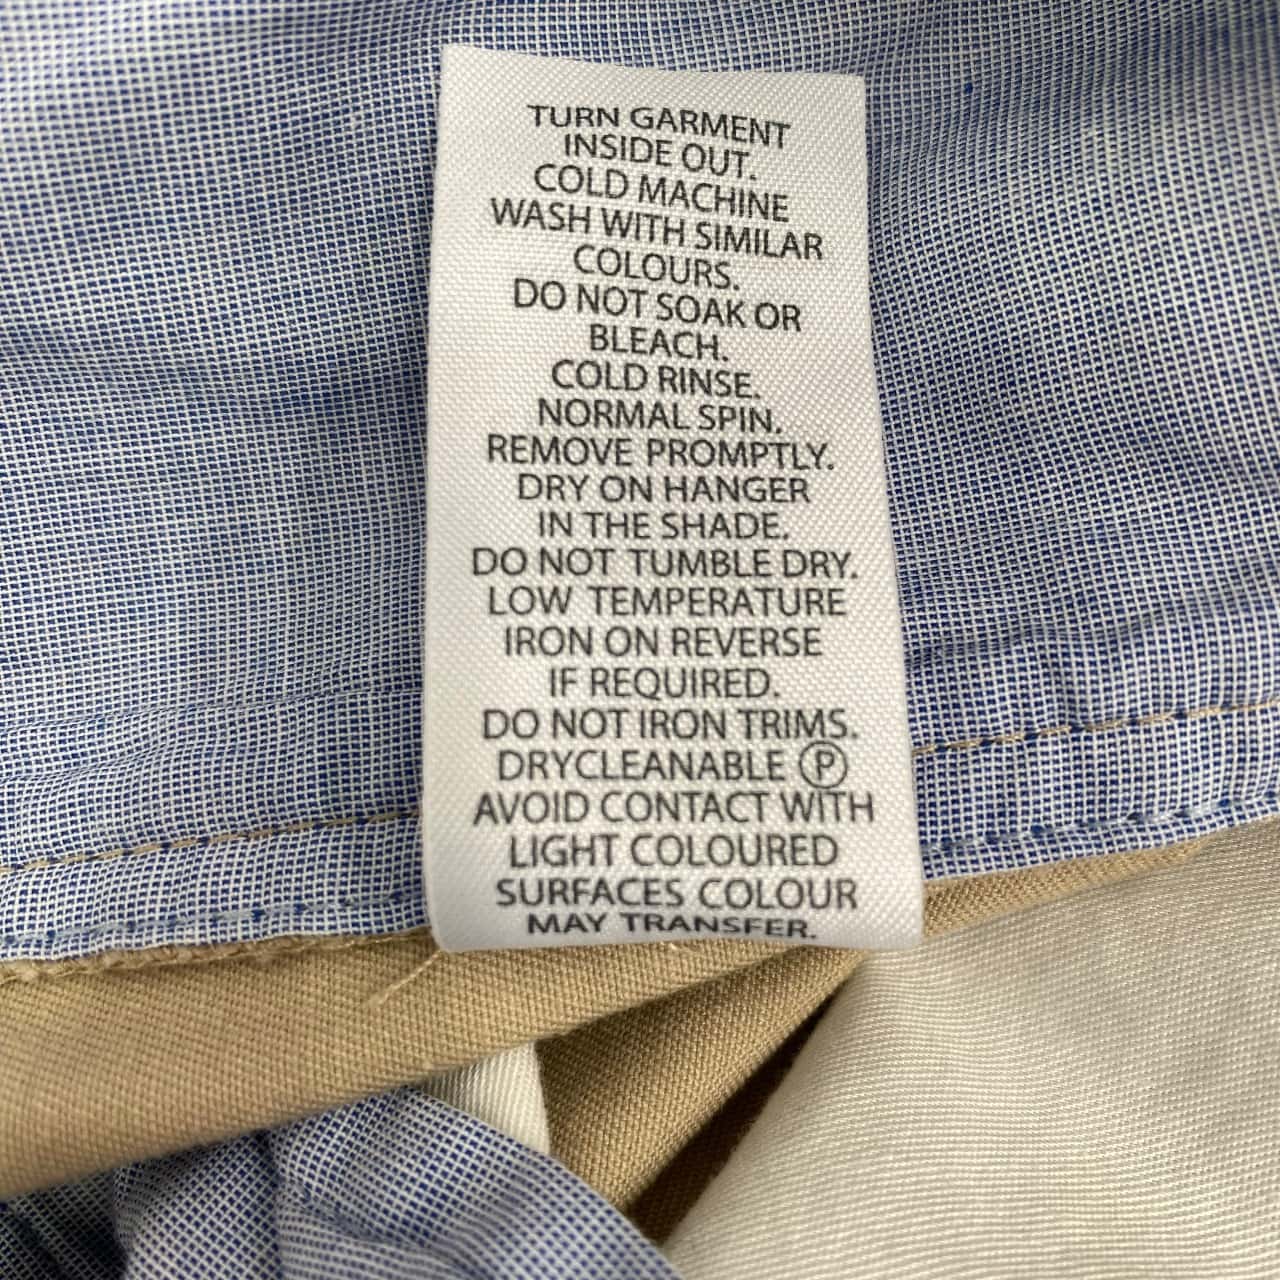 TURN GARMENT
INSIDE OUT.
COLD MACHINE
WASH WITH SIMILAR
COLOURS.
DO NOT SOAK OR
BLEACH.
COLD RINSE.
NORMAL SPIN.
REMOVE PROMPTLY.
DRY ON HANGER
IN THE SHADE.
DO NOT TUMBLE DRY.
LOW TEMPERATURE
IRON ON REVERSE
IF REQUIRED.
DO NOT IRON TRIMS.
DRYCLEANABLE Ⓟ
AVOID CONTACT WITH
LIGHT COLOURED
SURFACES COLOUR
MAY TRANSFER.